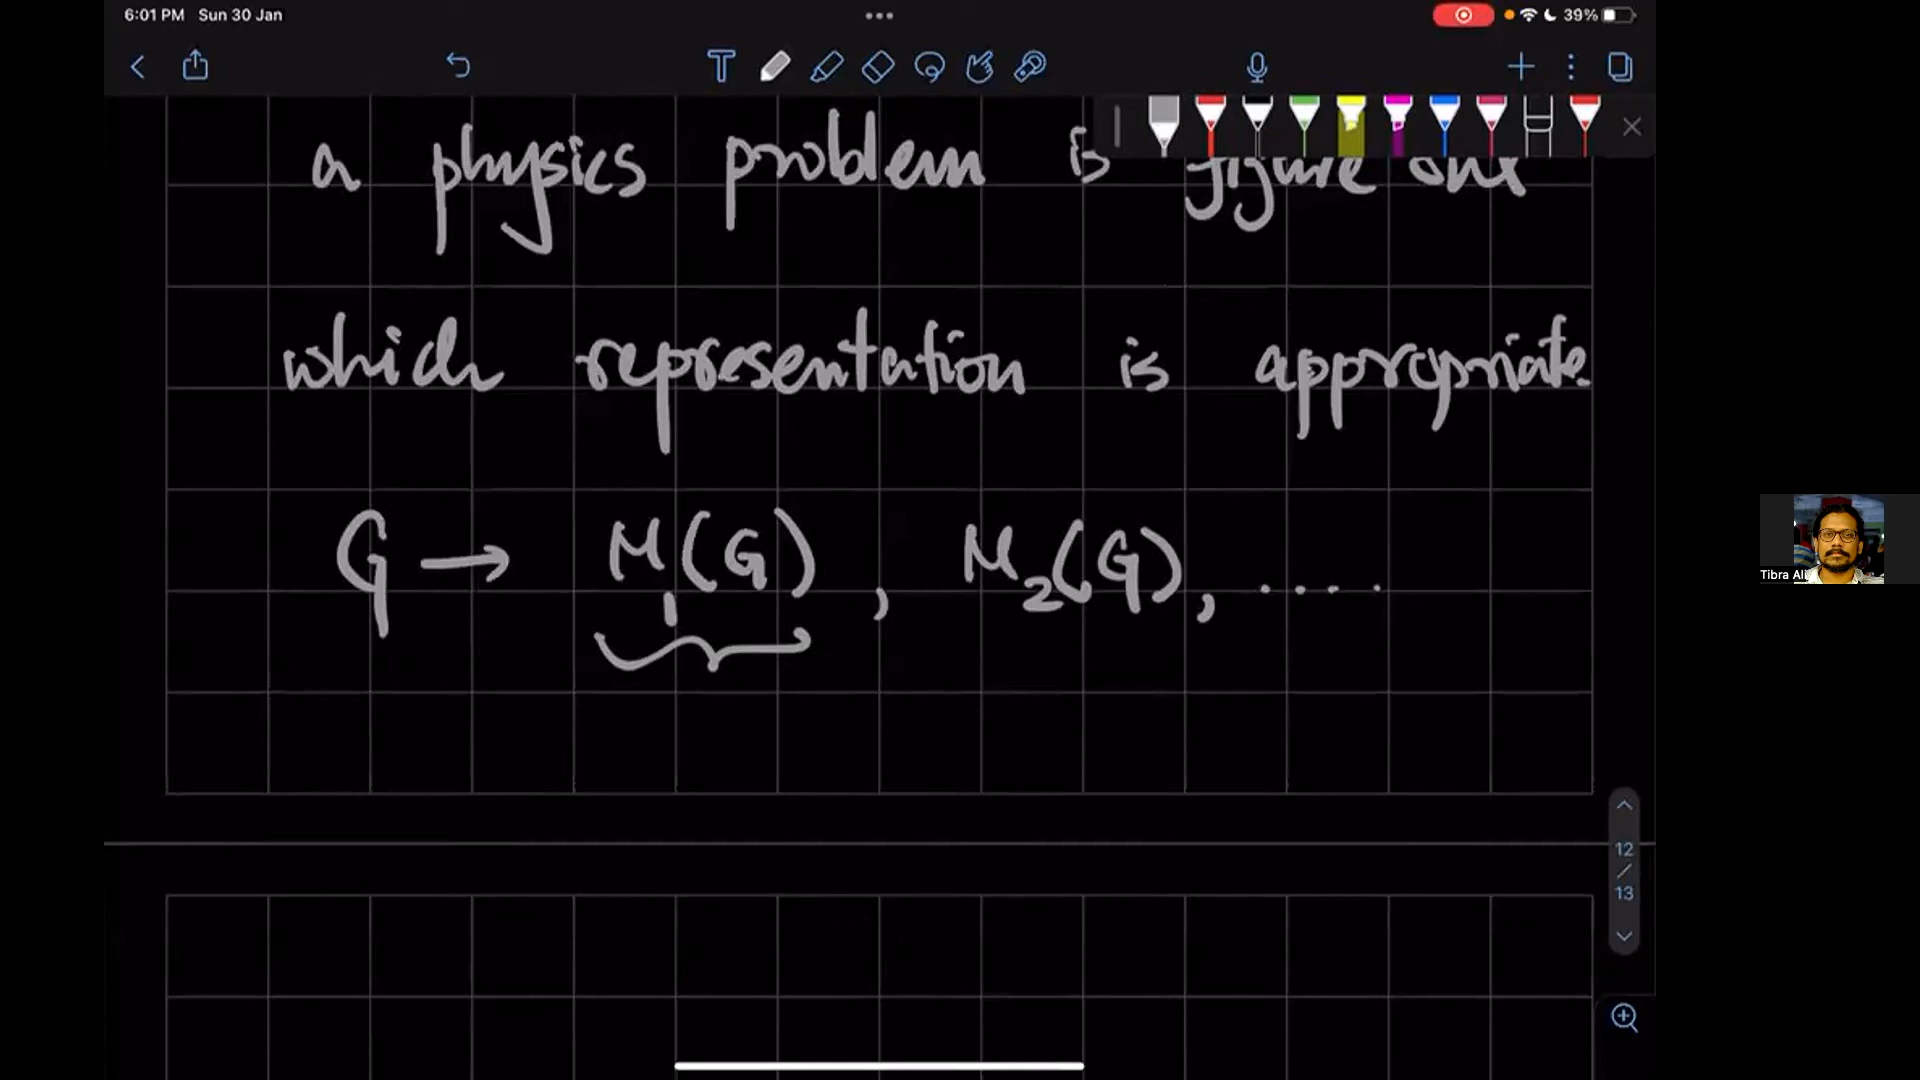 6:01 PM Sun 30 Jan
39%
a physics problem is figure out
which representation is appropriate.
G → M₁(G), M₂(G), .....
12
/
13
Tibra Ali